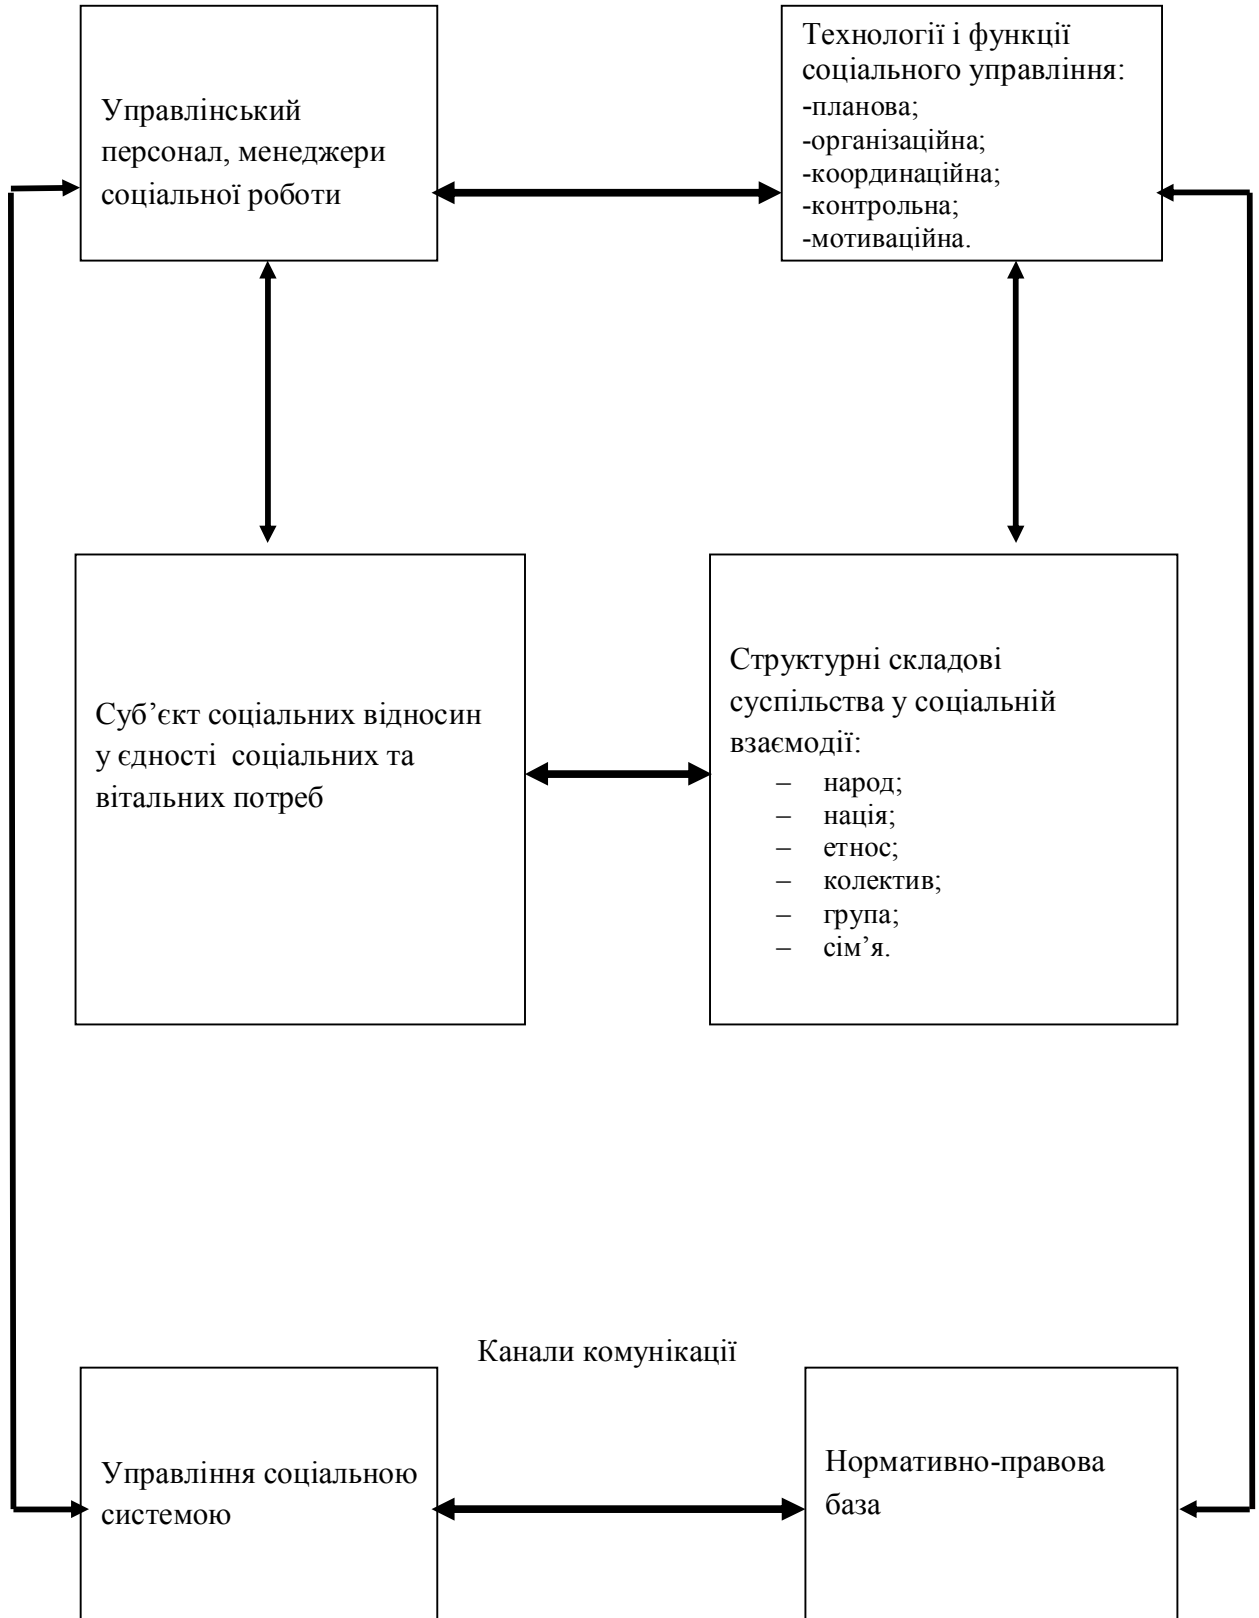 Управлінський
персонал, менеджери
соціальної роботи
Технології і функції
соціального управління:
-планова;
-організаційна;
-координаційна;
-контрольна;
-мотиваційна.
Суб’єкт соціальних відносин
у єдності  соціальних та
вітальних потреб
Структурні складові
суспільства у соціальній
взаємодії:
– народ;
– нація;
– етнос;
– колектив;
– група;
– сім’я.
Канали комунікації
Управління соціальною
системою
Нормативно-правова
база